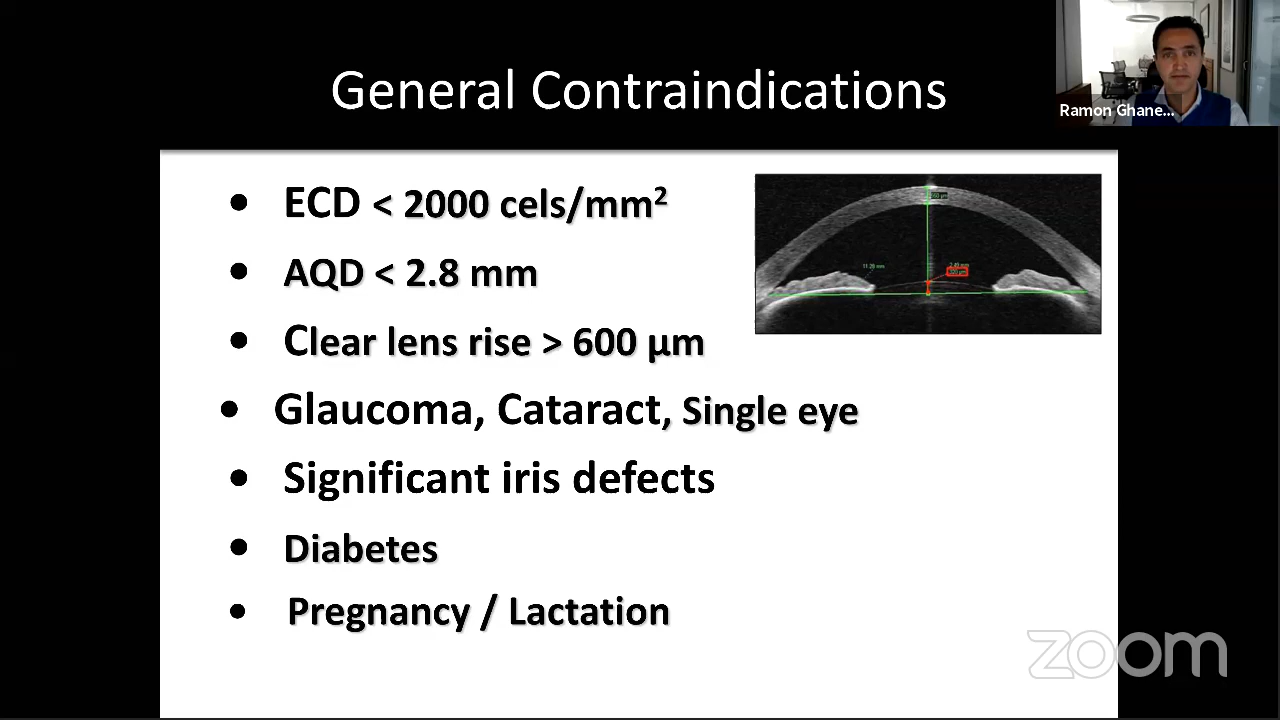 General Contraindications
Ramon Ghane...
• ECD < 2000 cels/mm²
• AQD < 2.8 mm
• Clear lens rise > 600 µm
• Glaucoma, Cataract, Single eye
• Significant iris defects
• Diabetes
• Pregnancy / Lactation
zoom